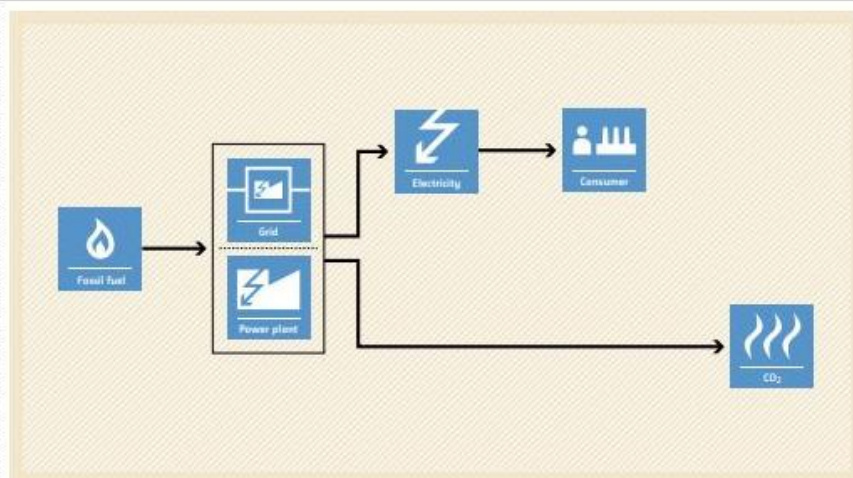 Fossil fuel
Grid
Power plant
Electricity
Consumer
CO₂